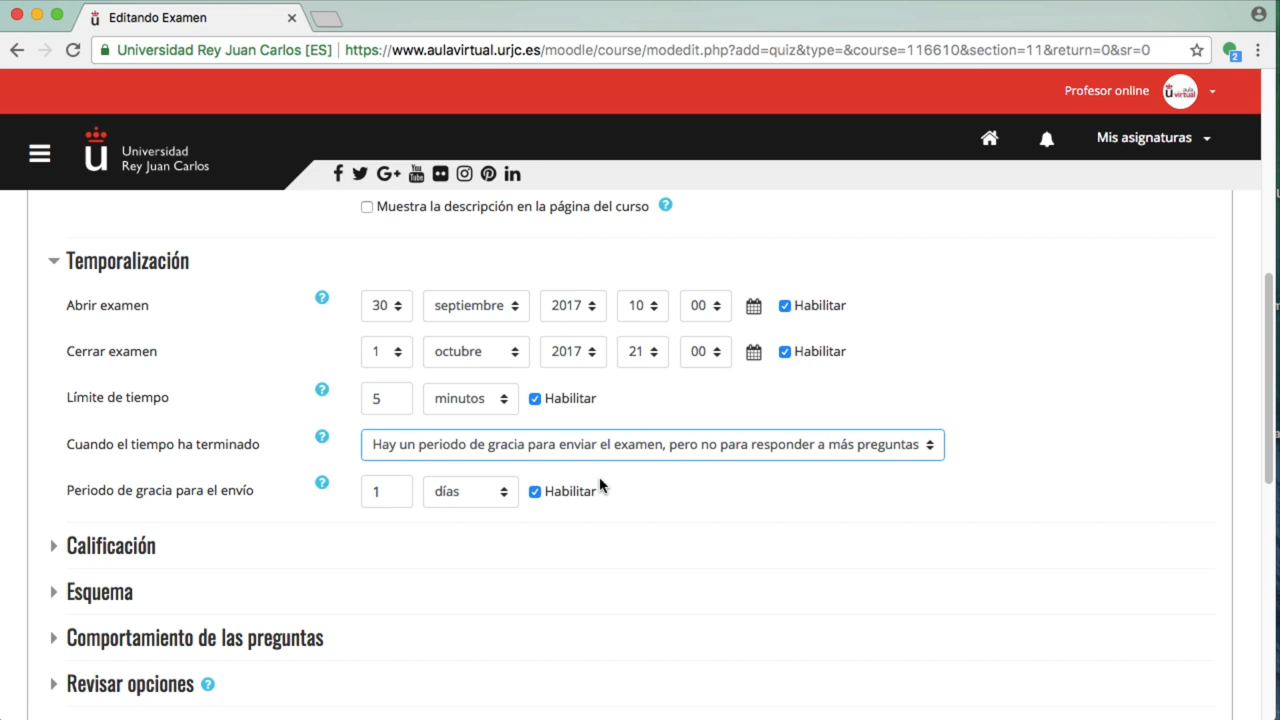 Editando Examen
Universidad Rey Juan Carlos [ES] https://www.aulavirtual.urjc.es/moodle/course/modedit.php?add=quiz&type=&course=116610&section=11&return=0&sr=0
2
Profesor online
Universidad
Rey Juan Carlos
Mis asignaturas
Muestra la descripción en la página del curso
Temporalización
Abrir examen 30 septiembre 2017 10 00 Habilitar
Cerrar examen 1 octubre 2017 21 00 Habilitar
Límite de tiempo 5 minutos Habilitar
Cuando el tiempo ha terminado Hay un periodo de gracia para enviar el examen, pero no para responder a más preguntas
Periodo de gracia para el envío 1 días Habilitar
Calificación
Esquema
Comportamiento de las preguntas
Revisar opciones